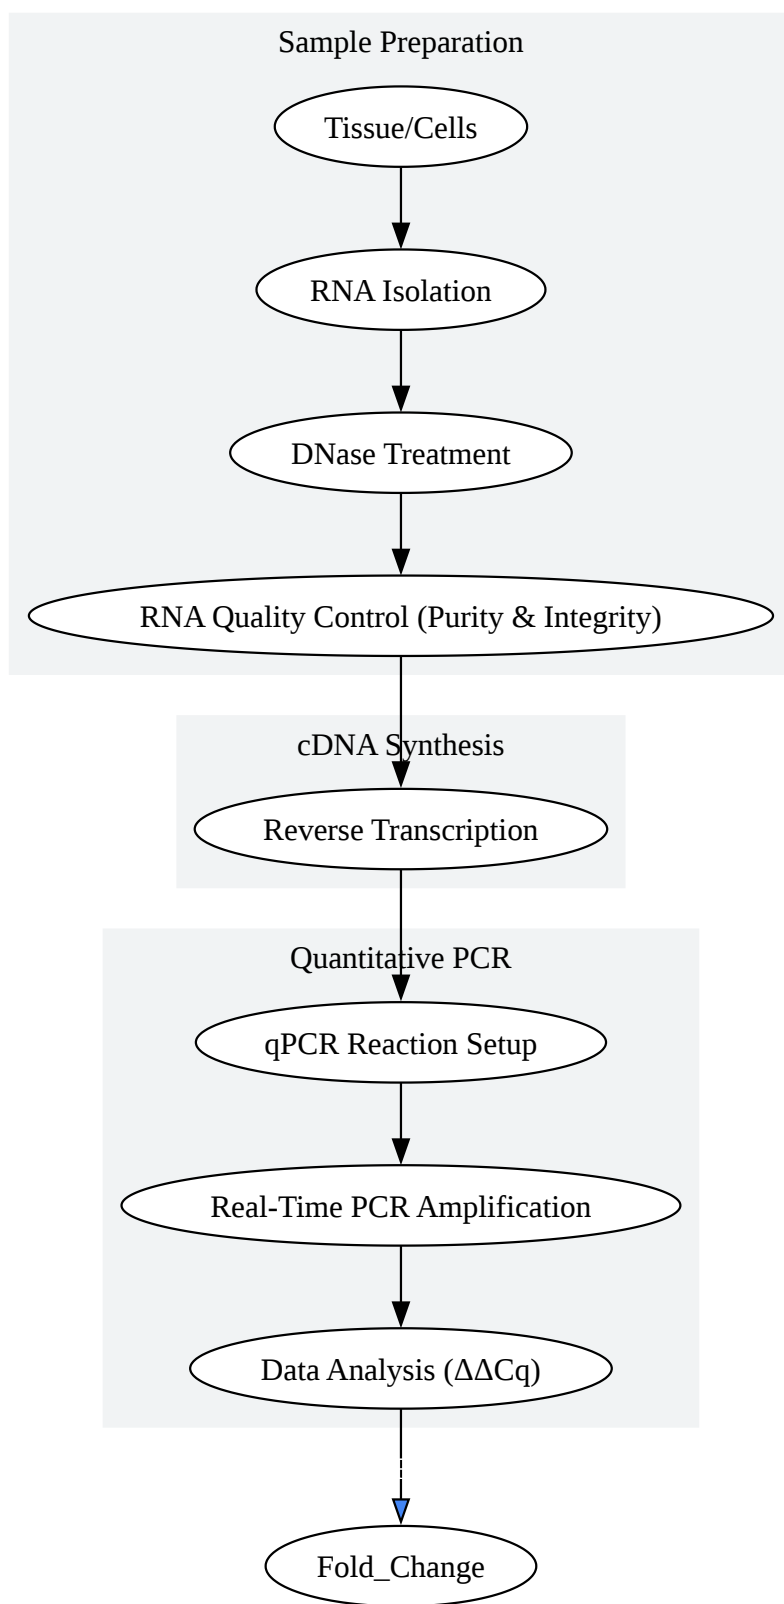 Sample Preparation
Tissue/Cells
RNA Isolation
DNase Treatment
RNA Quality Control (Purity & Integrity)
cDNA Synthesis
Reverse Transcription
Quantitative PCR
qPCR Reaction Setup
Real-Time PCR Amplification
Data Analysis (ΔΔCq)
Fold_Change